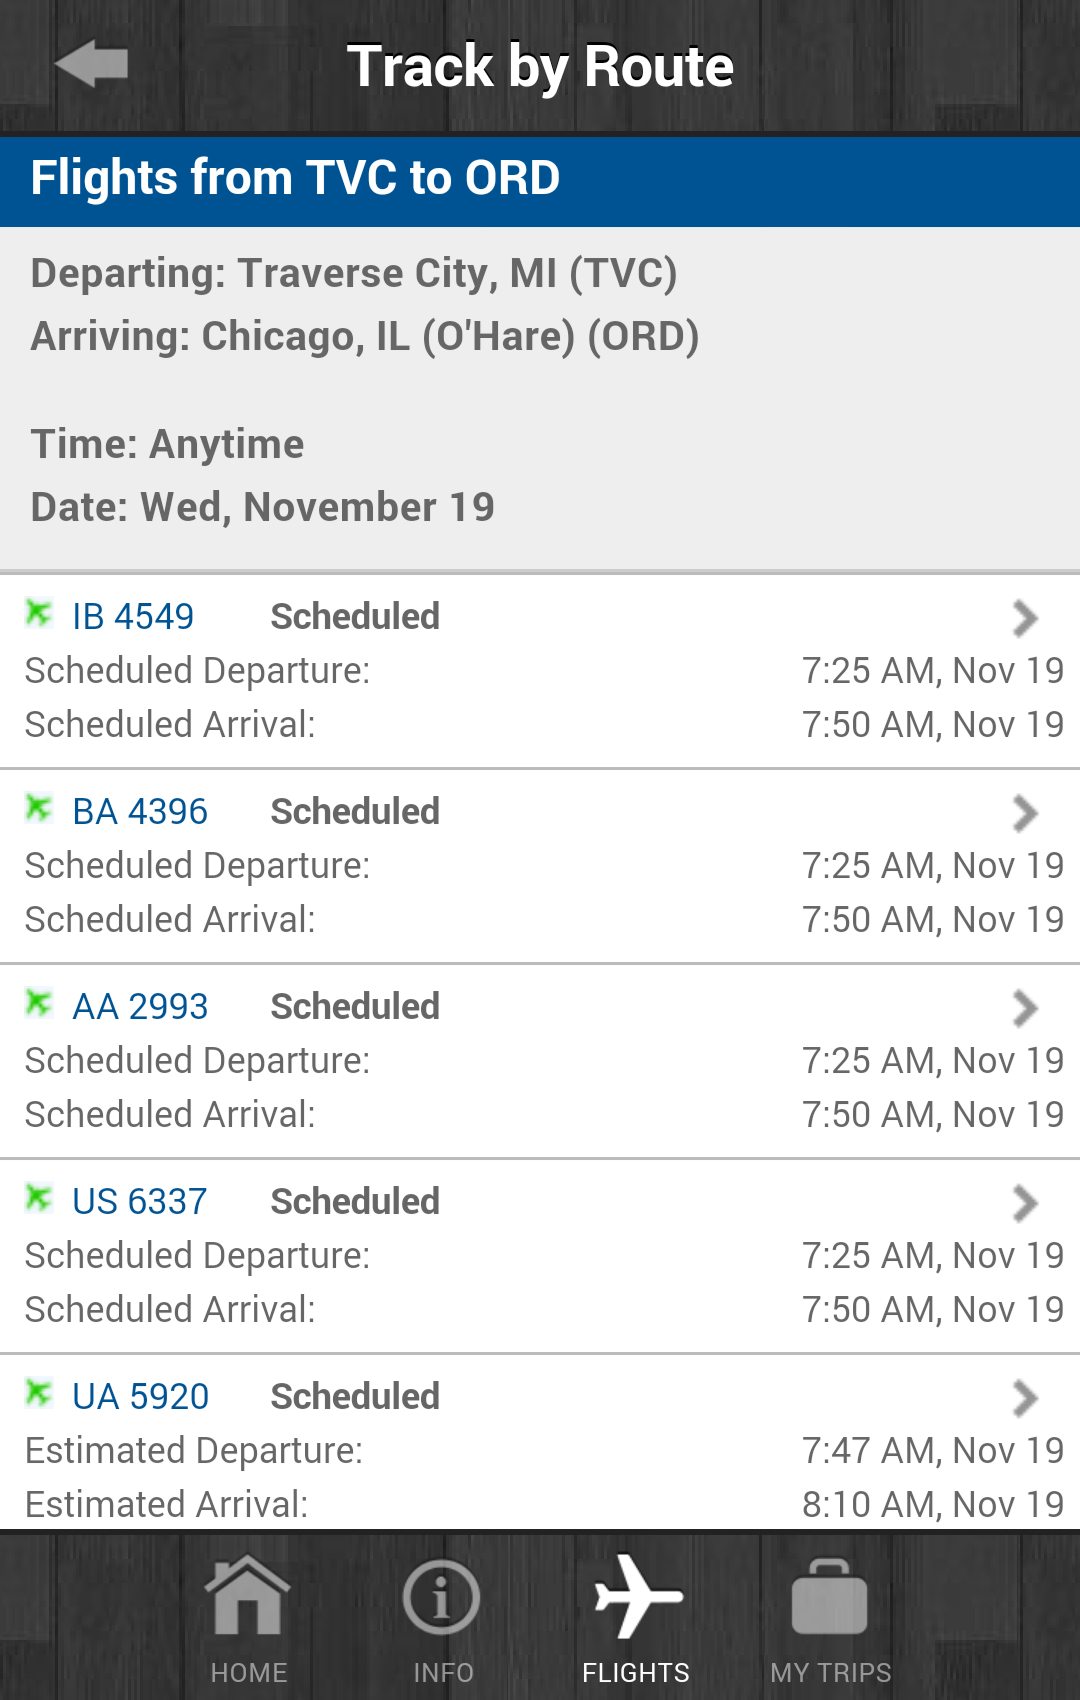 Track by Route
Flights from TVC to ORD
Departing: Traverse City, MI (TVC)
Arriving: Chicago, IL (O'Hare) (ORD)
Time: Anytime
Date: Wed, November 19
IB 4549 Scheduled
Scheduled Departure: 7:25 AM, Nov 19
Scheduled Arrival: 7:50 AM, Nov 19
BA 4396 Scheduled
Scheduled Departure: 7:25 AM, Nov 19
Scheduled Arrival: 7:50 AM, Nov 19
AA 2993 Scheduled
Scheduled Departure: 7:25 AM, Nov 19
Scheduled Arrival: 7:50 AM, Nov 19
US 6337 Scheduled
Scheduled Departure: 7:25 AM, Nov 19
Scheduled Arrival: 7:50 AM, Nov 19
UA 5920 Scheduled
Estimated Departure: 7:47 AM, Nov 19
Estimated Arrival: 8:10 AM, Nov 19
HOME INFO FLIGHTS MY TRIPS